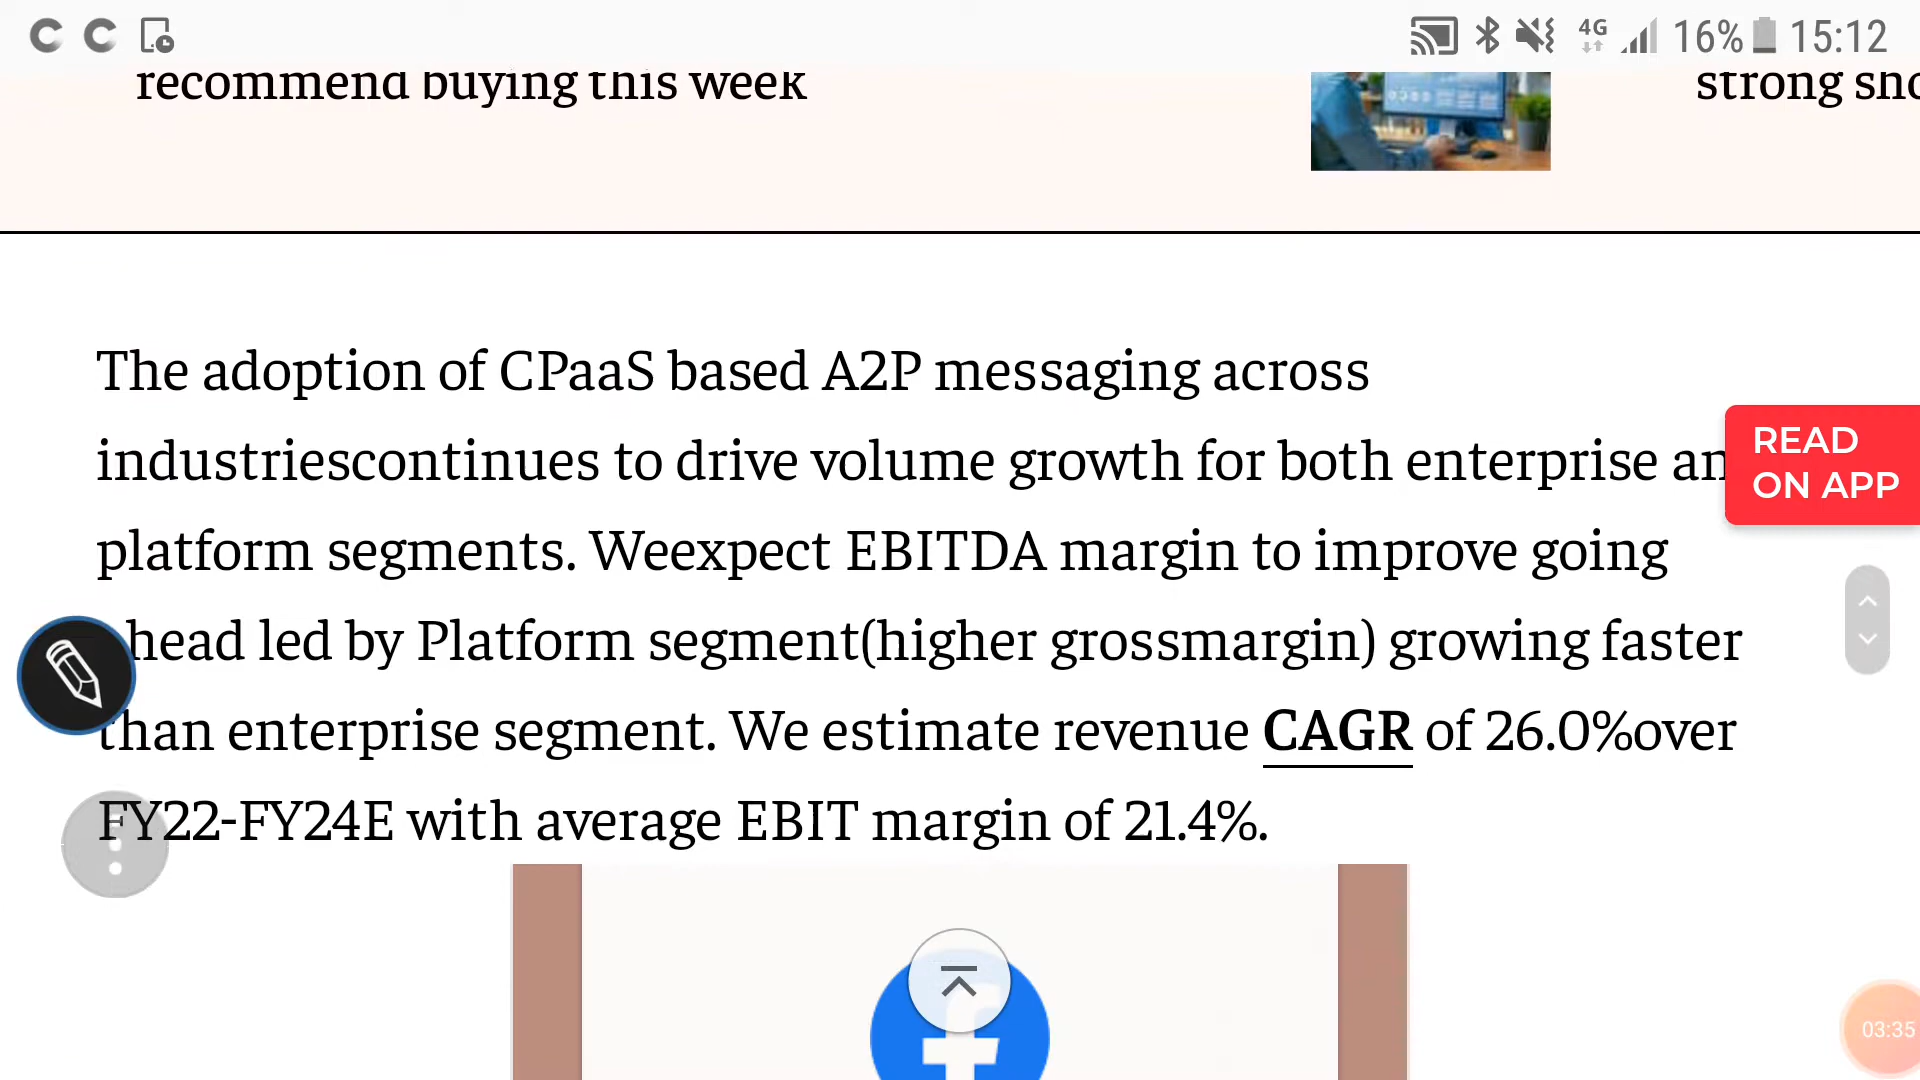 4G 16% 15:12
recommend buying this week
strong
The adoption of CPaaS based A2P messaging across
industriescontinues to drive volume growth for both enterprise
READ
ON APP
platform segments. Weexpect EBITDA margin to improve going
head led by Platform segment(higher grossmargin) growing faster
than enterprise segment. We estimate revenue CAGR of 26.0%over
FY22-FY24E with average EBIT margin of 21.4%.
03:35